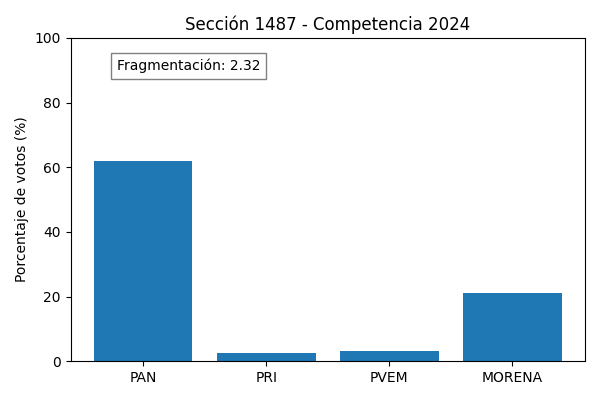 Sección 1487 - Competencia 2024
Fragmentación: 2.32
Porcentaje de votos (%)
100
80
60
40
20
0
PAN PRI PVEM MORENA